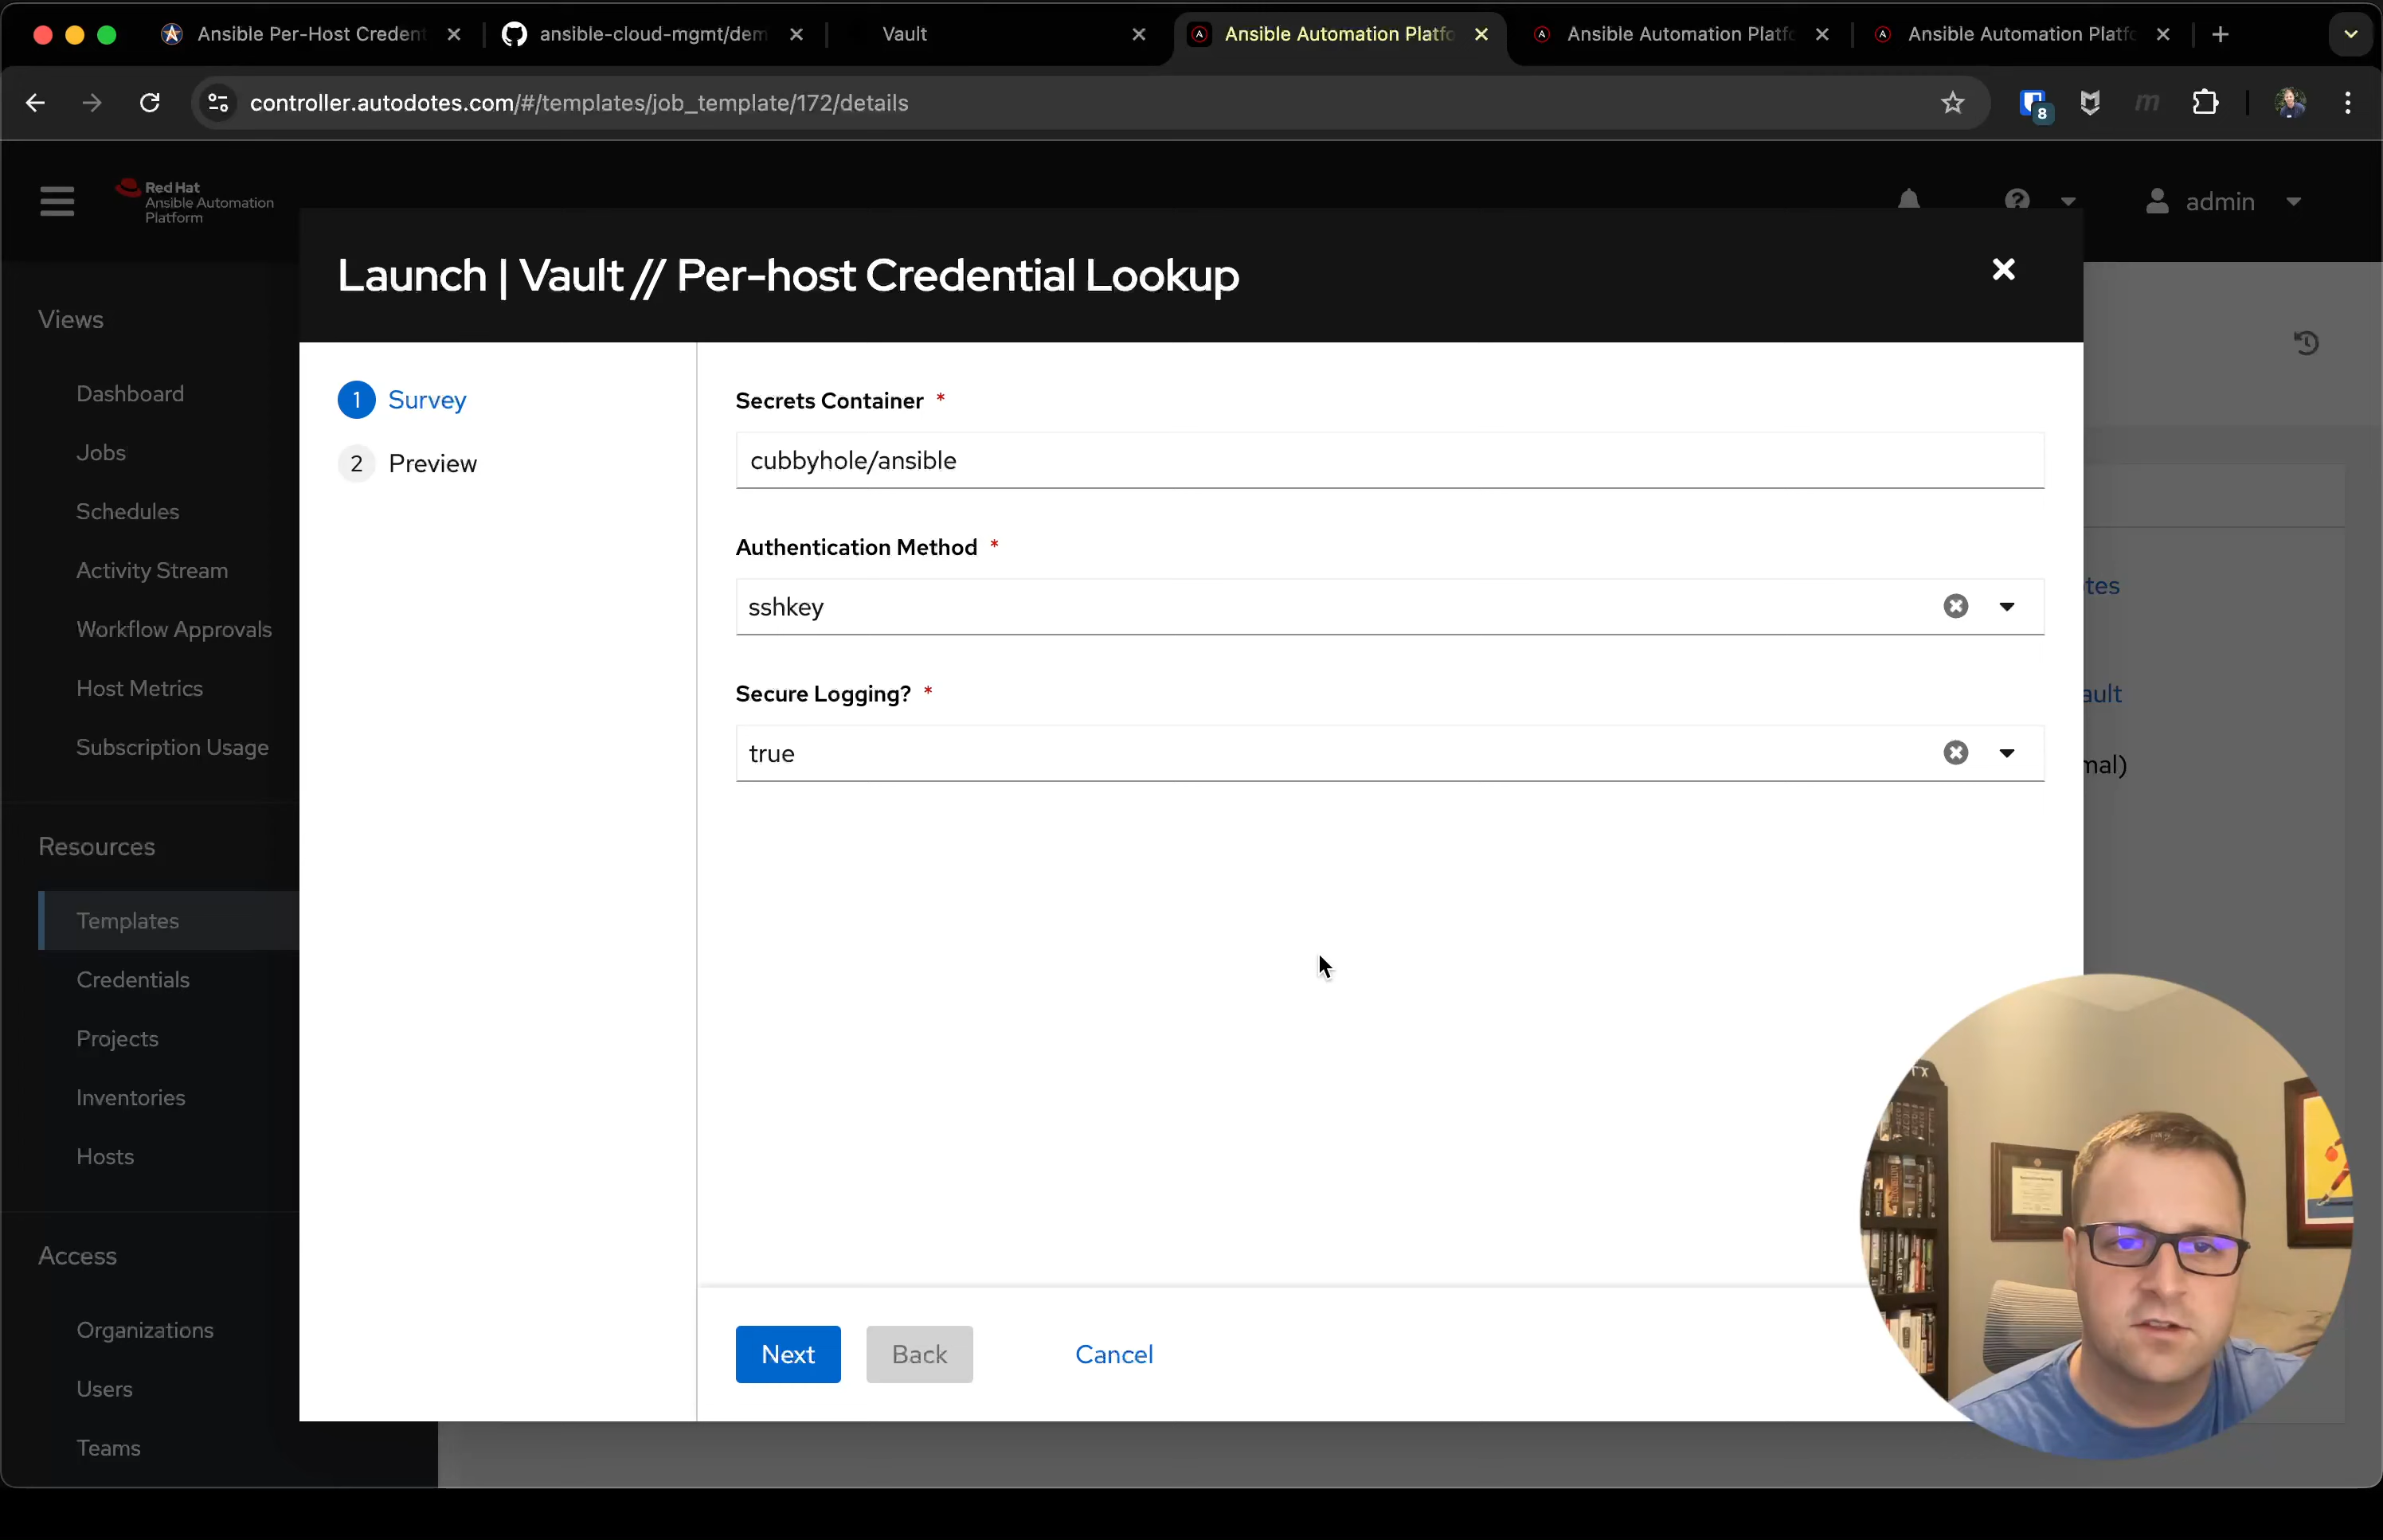 Ansible Per-Host Credent
ansible-cloud-mgmt/dem
Vault
Ansible Automation Platfo
Ansible Automation Platfo
Ansible Automation Platfo
controller.autodotes.com/#/templates/job_template/172/details
8
Red Hat
Ansible Automation
Platform
admin
Launch | Vault // Per-host Credential Lookup
Views
Dashboard
Jobs
Schedules
Activity Stream
Workflow Approvals
Host Metrics
Subscription Usage
Resources
Templates
Credentials
Projects
Inventories
Hosts
Access
Organizations
Users
Teams
1 Survey
2 Preview
Secrets Container *
cubbyhole/ansible
Authentication Method *
sshkey
Secure Logging? *
true
tes
ault
mal)
Next
Back
Cancel